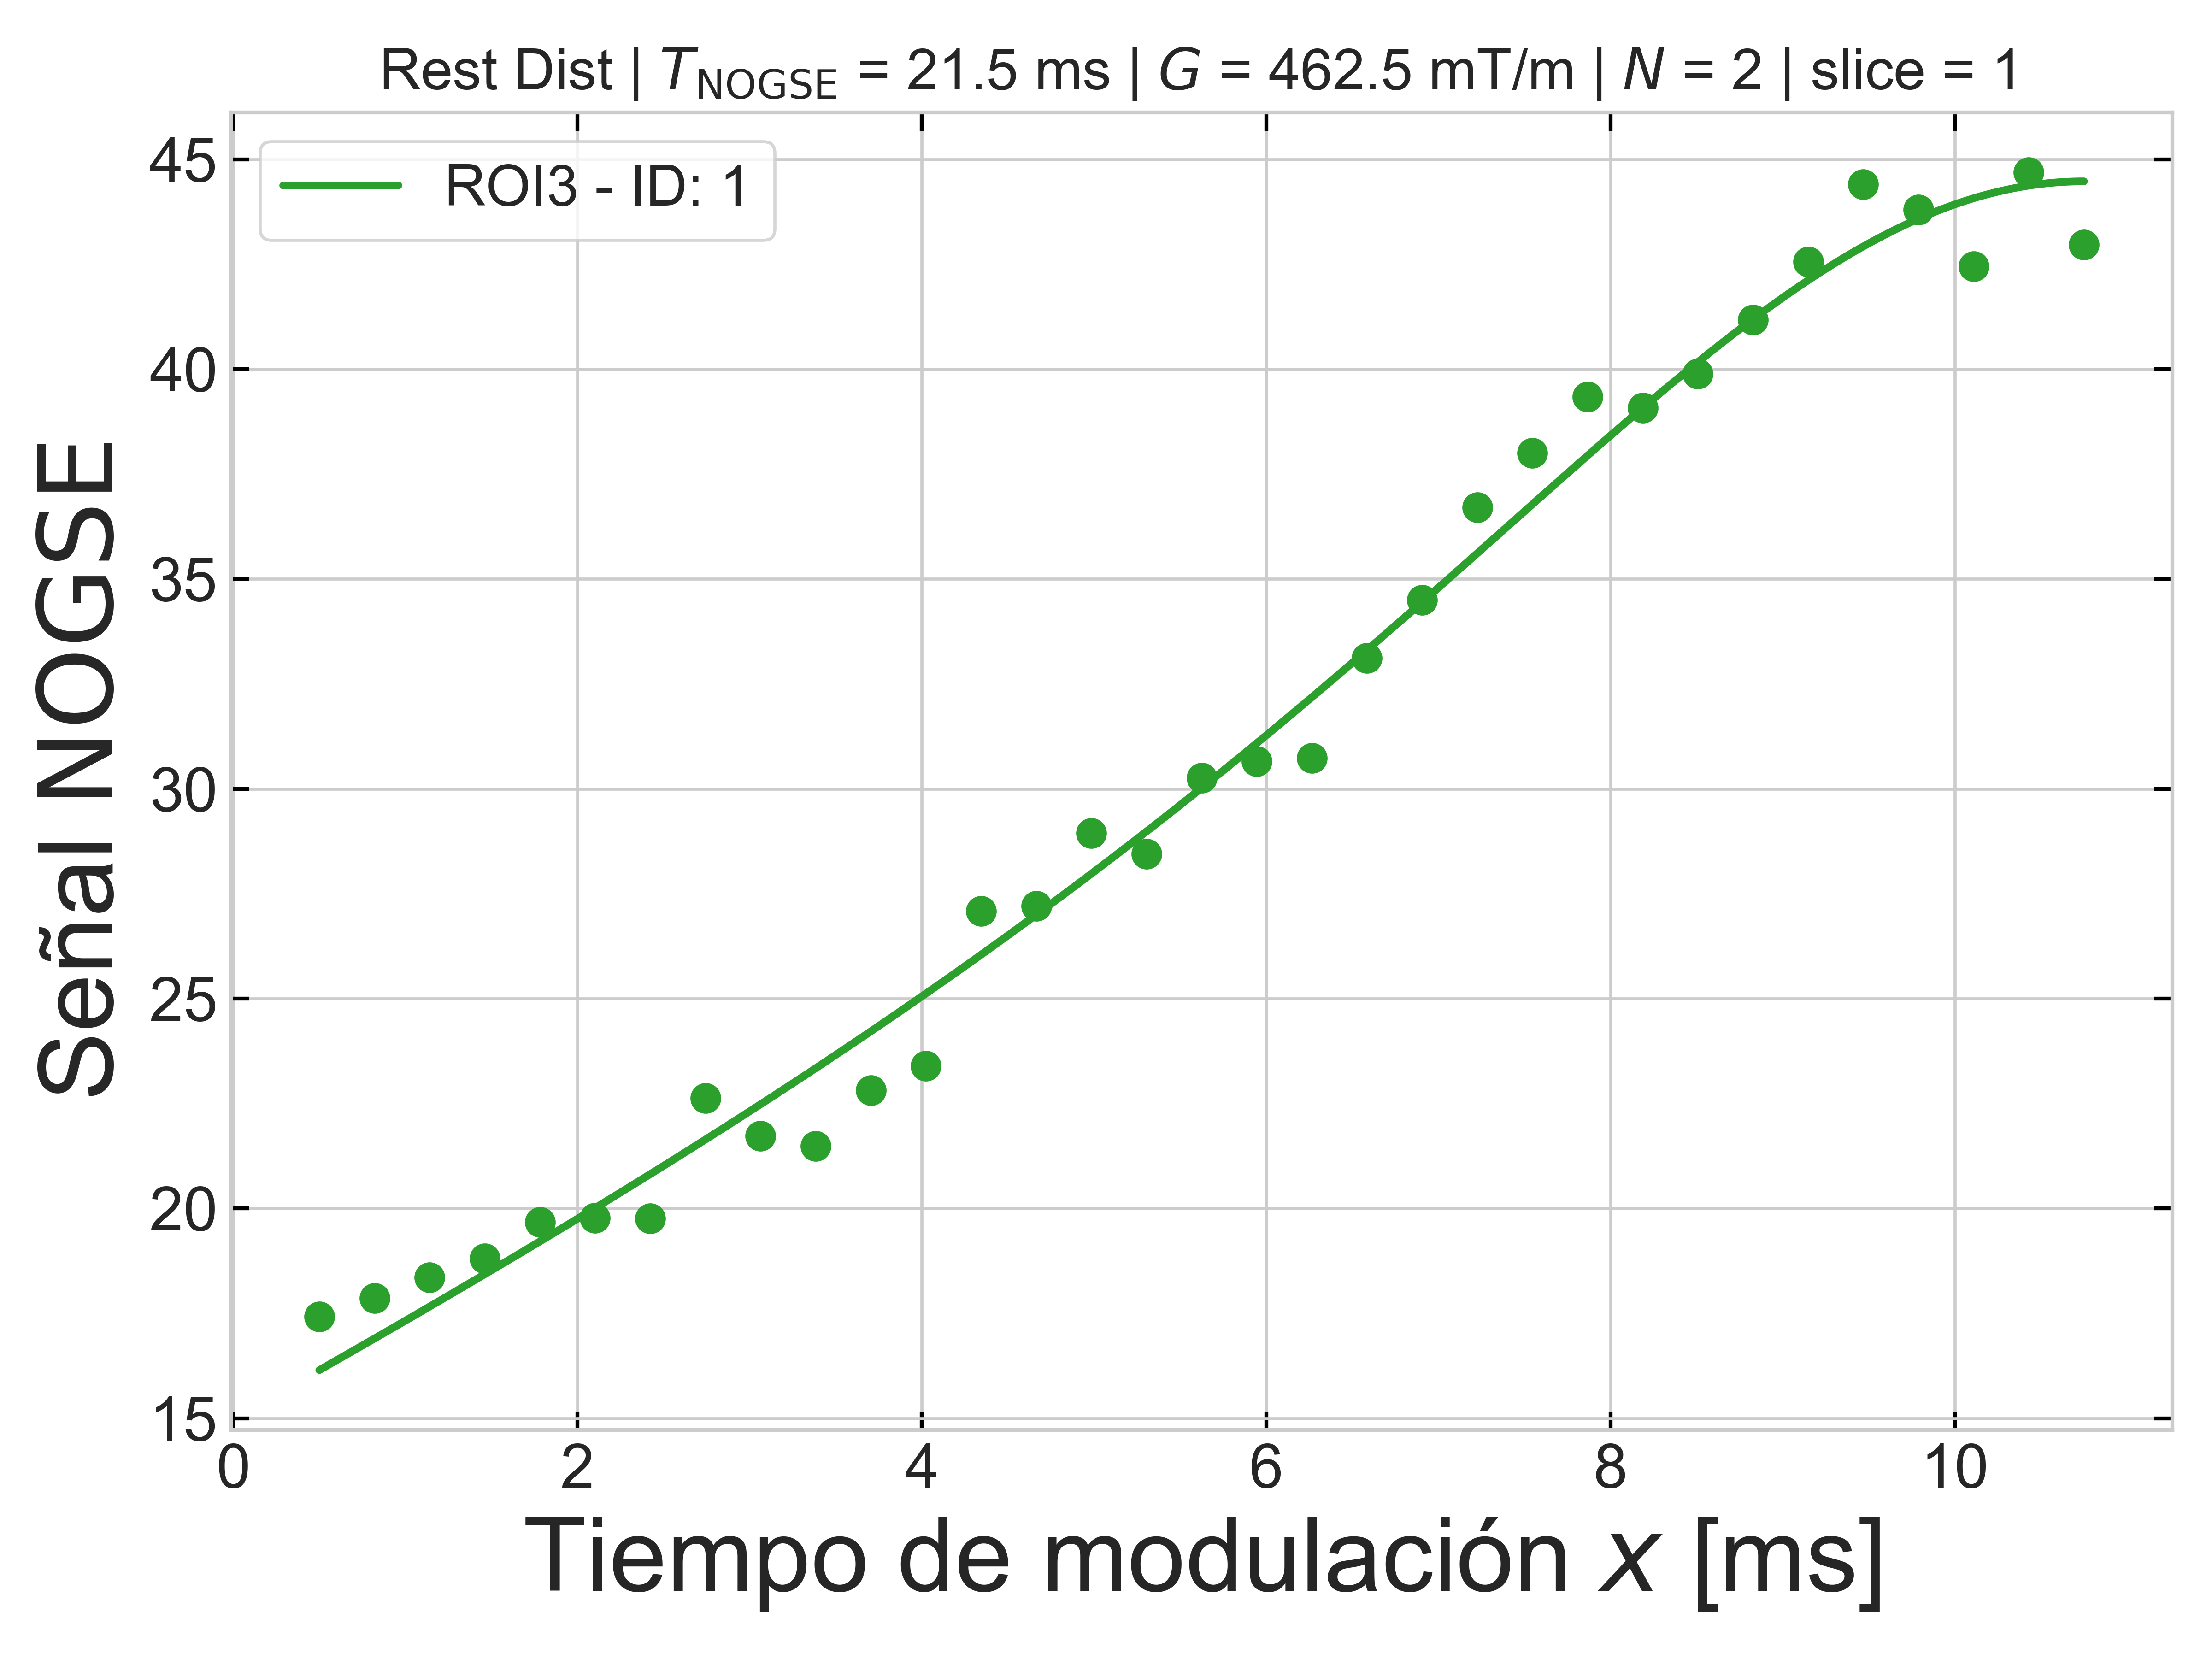 Rest Dist | T_NOGSE = 21.5 ms | G = 462.5 mT/m | N = 2 | slice = 1
ROI3 - ID: 1
Señal NOGSE
45
40
35
30
25
20
15
0 2 4 6 8 10
Tiempo de modulación x [ms]